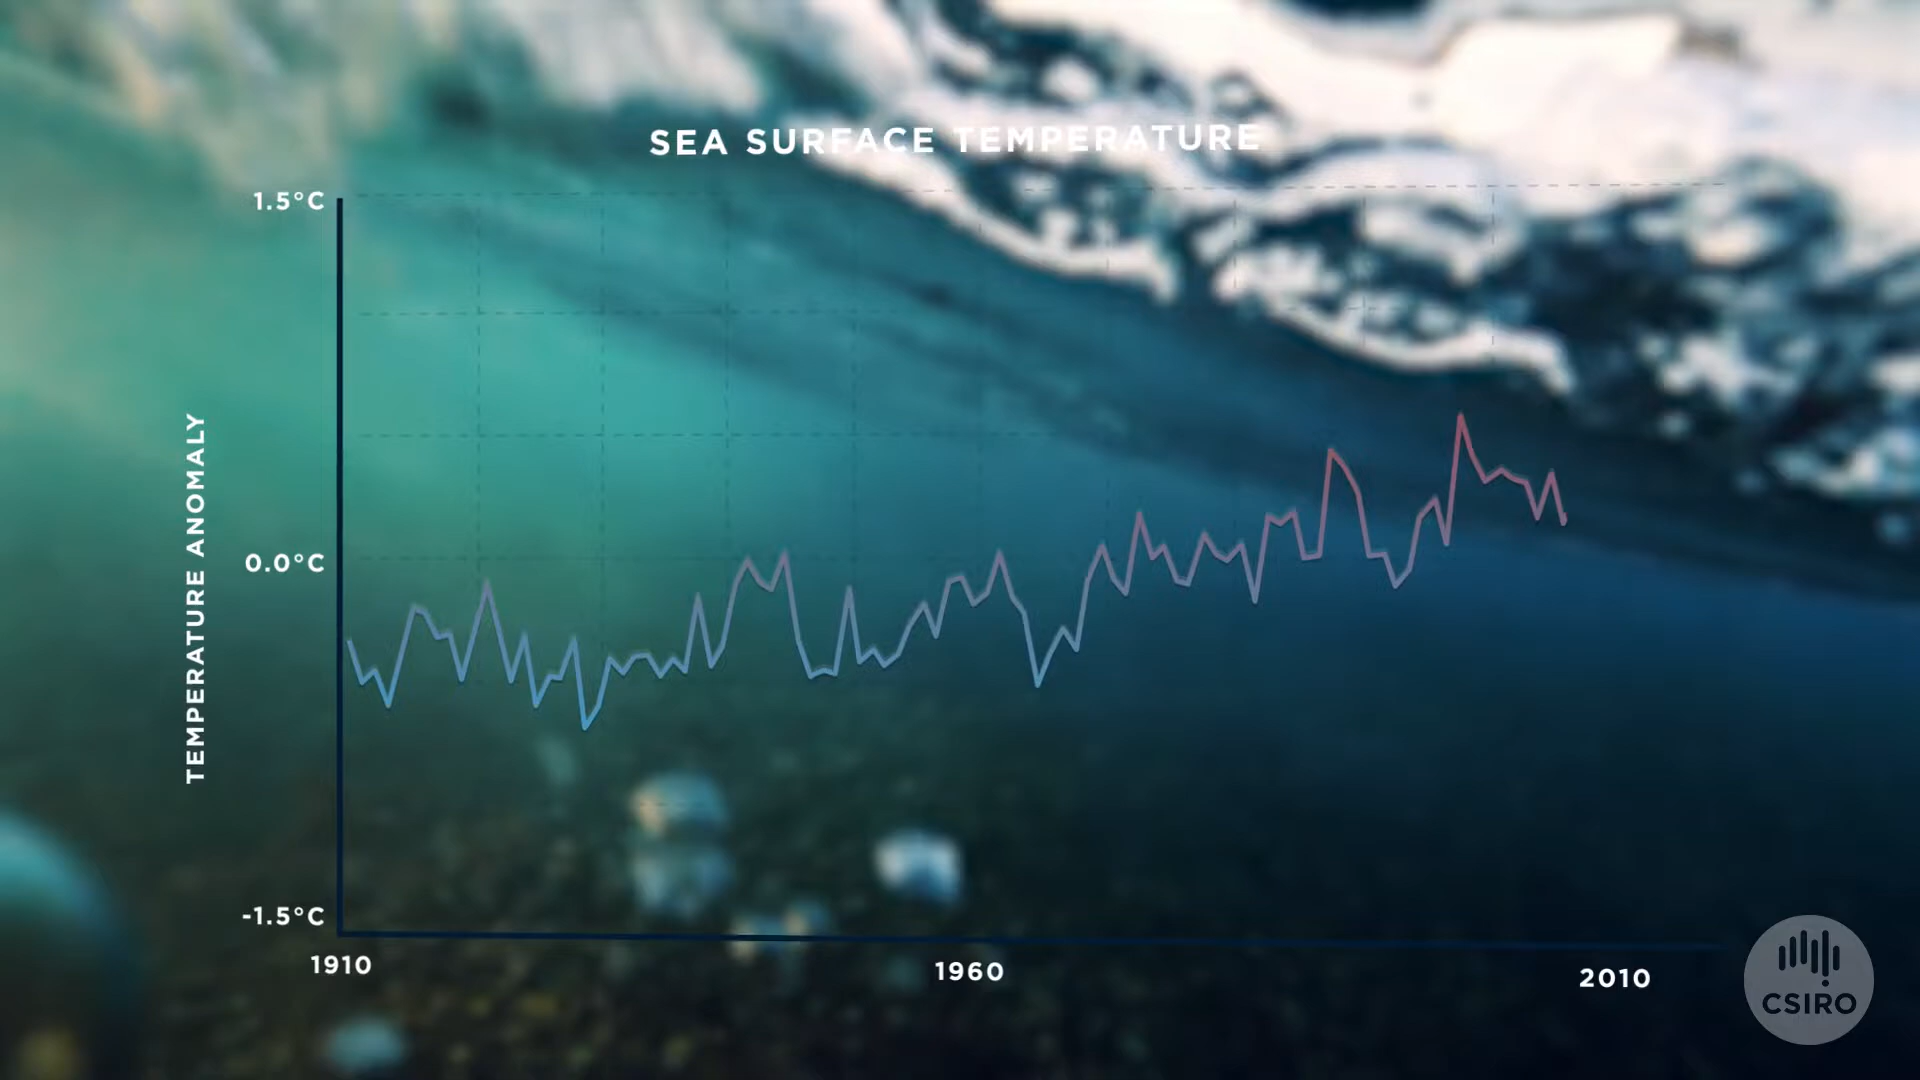 SEA SURFACE TEMPERATURE
1.5°C
TEMPERATURE ANOMALY
0.0°C
-1.5°C
1910
1960
2010
CSIRO